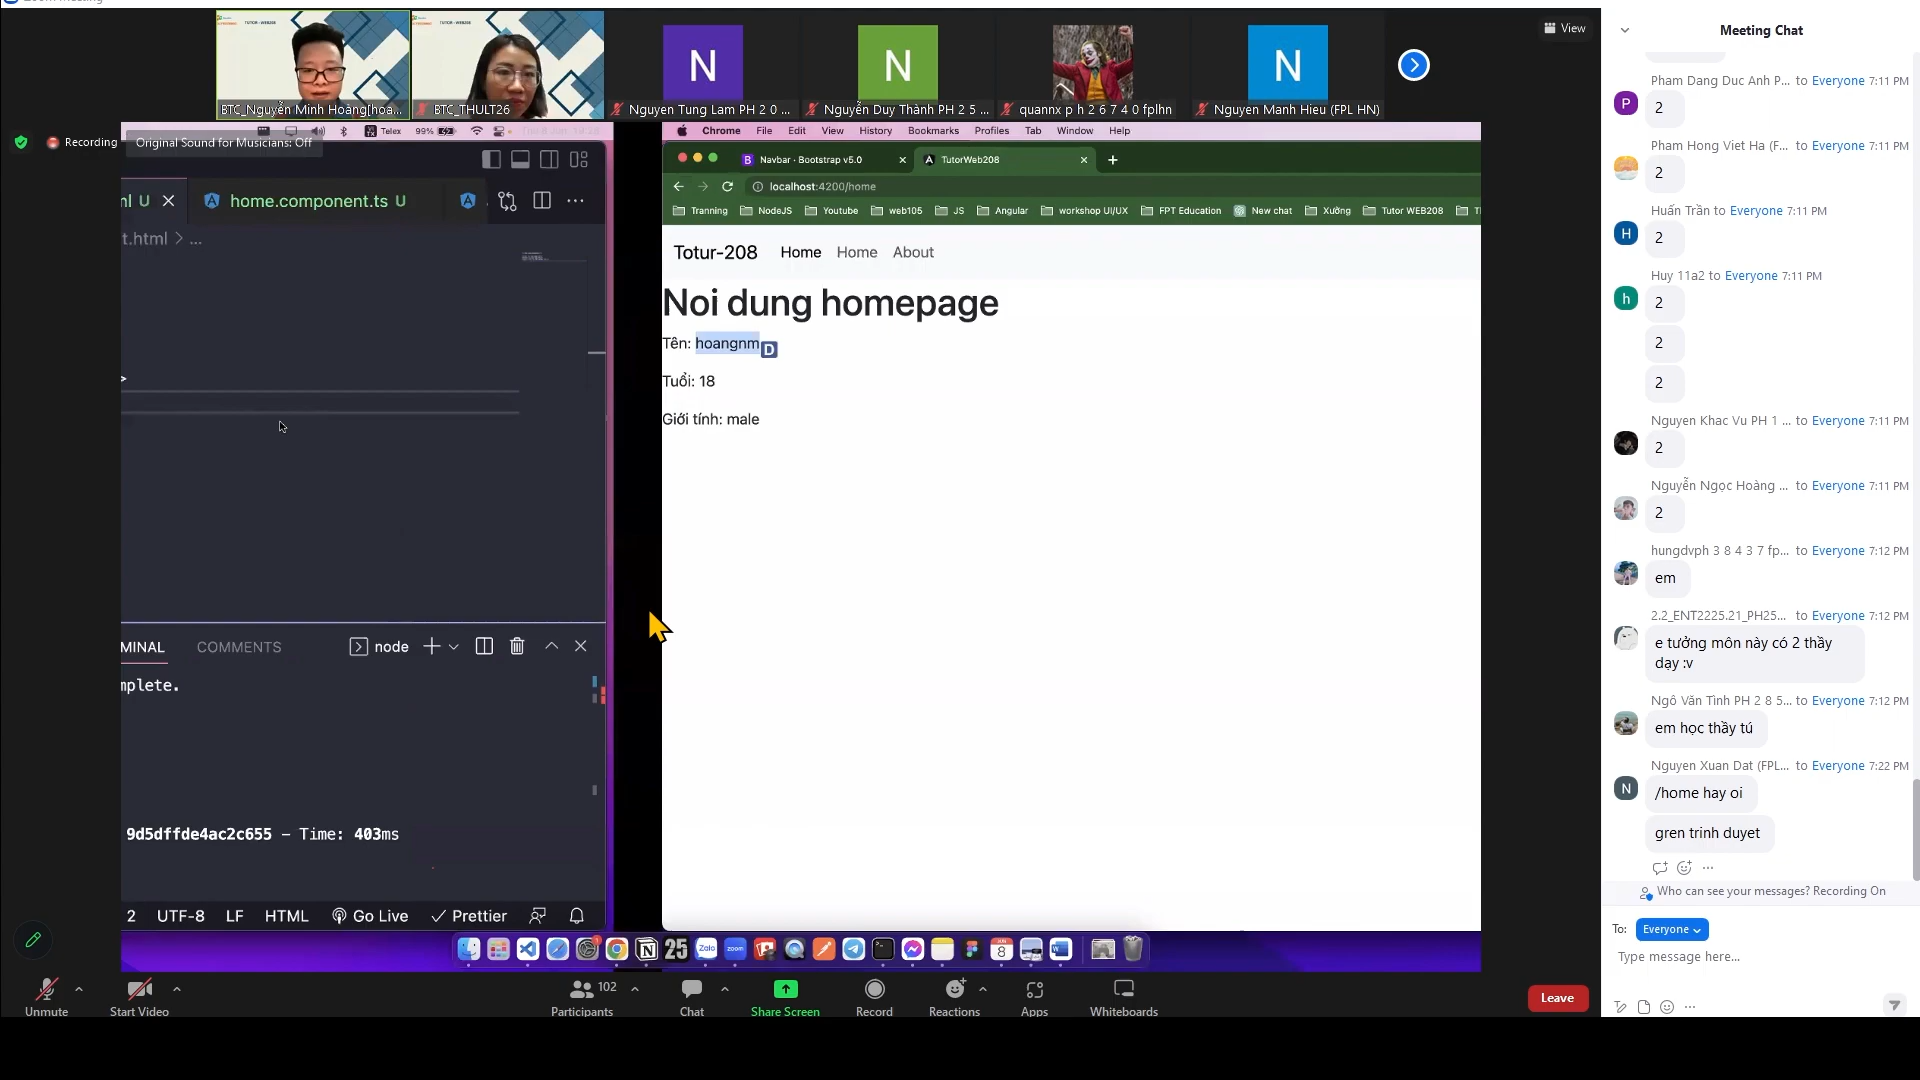 Zoom Meeting
View
BTC_Nguyễn Minh Hoàng[hoa...
BTC_THULT26
N
Nguyen Tung Lam PH 2 0 ...
N
Nguyễn Duy Thành PH 2 5 ...
quannx p h 2 6 7 4 0 fplhn
N
Nguyen Manh Hieu (FPL HN)
Recording
Original Sound for Musicians: Off
Telex
99%
U
home.component.ts U
t.html > ...
>
MINAL
COMMENTS
node
mplete.
9d5dffde4ac2c655 - Time: 403ms
2
UTF-8
LF
HTML
Go Live
Prettier
Chrome
File
Edit
View
History
Bookmarks
Profiles
Tab
Window
Help
Navbar · Bootstrap v5.0
TutorWeb208
localhost:4200/home
Tranning
NodeJS
Youtube
web105
JS
Angular
workshop UI/UX
FPT Education
New chat
Xưởng
Tutor WEB208
Totur-208
Home
Home
About
Noi dung homepage
Tên: hoangnm
D
Tuổi: 18
Giới tính: male
25
Zalo
zoom
8
Unmute
Start Video
102
Participants
Chat
Share Screen
Record
Reactions
Apps
Whiteboards
Leave
Meeting Chat
Pham Dang Duc Anh P... to Everyone 7:11 PM
P
2
Pham Hong Viet Ha (F... to Everyone 7:11 PM
2
Huấn Trần to Everyone 7:11 PM
H
2
Huy 11a2 to Everyone 7:11 PM
h
2
2
2
Nguyen Khac Vu PH 1 ... to Everyone 7:11 PM
2
Nguyễn Ngọc Hoàng ... to Everyone 7:11 PM
2
hungdvph 3 8 4 3 7 fp... to Everyone 7:12 PM
em
2.2_ENT2225.21_PH25... to Everyone 7:12 PM
e tưởng môn này có 2 thầy
dạy :v
Ngô Văn Tình PH 2 8 5... to Everyone 7:12 PM
em học thầy tú
Nguyen Xuan Dat (FPL... to Everyone 7:22 PM
N
/home hay oi
gren trinh duyet
Who can see your messages? Recording On
To: Everyone
Type message here...